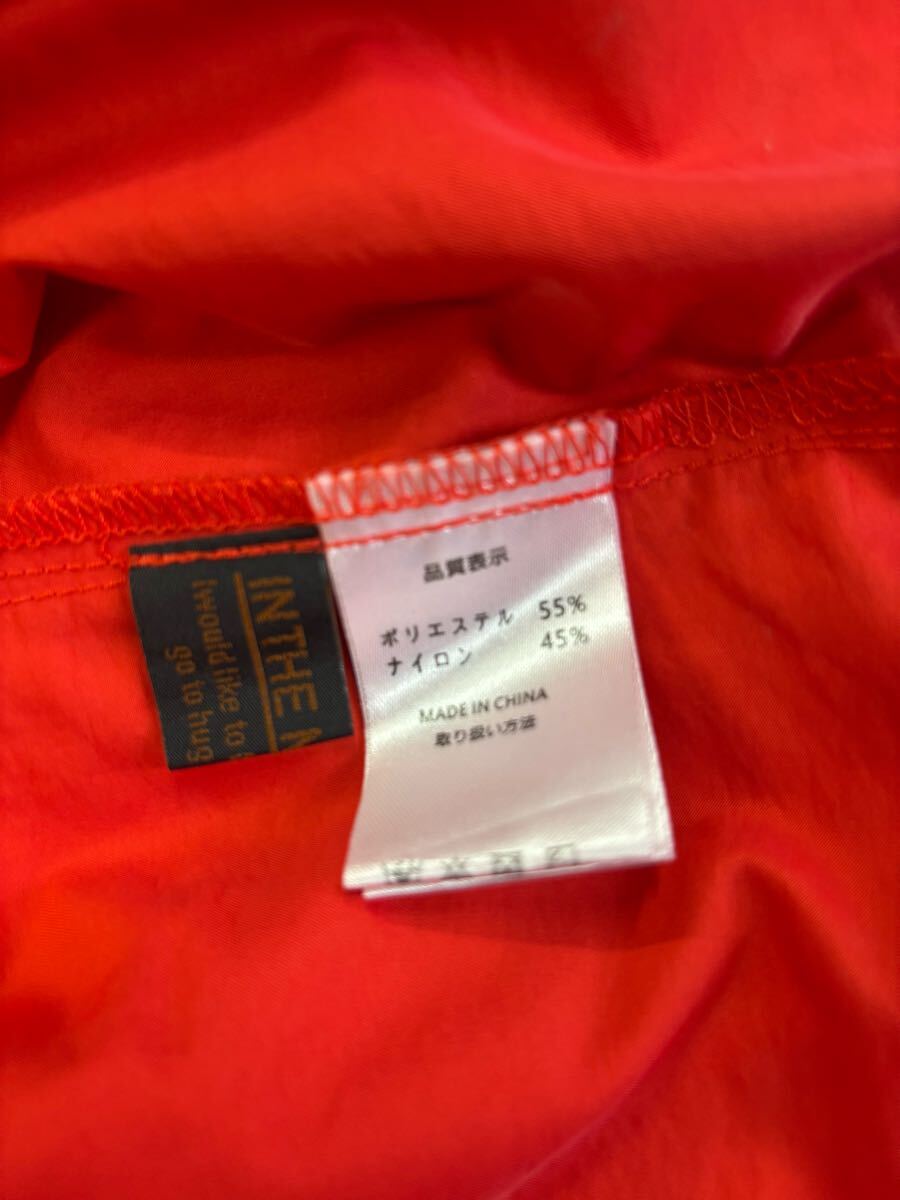 品質表示
ポリエステル 55%
ナイロン 45%
MADE IN CHINA
取り扱い方法
IN THE
I would like to
go to hug